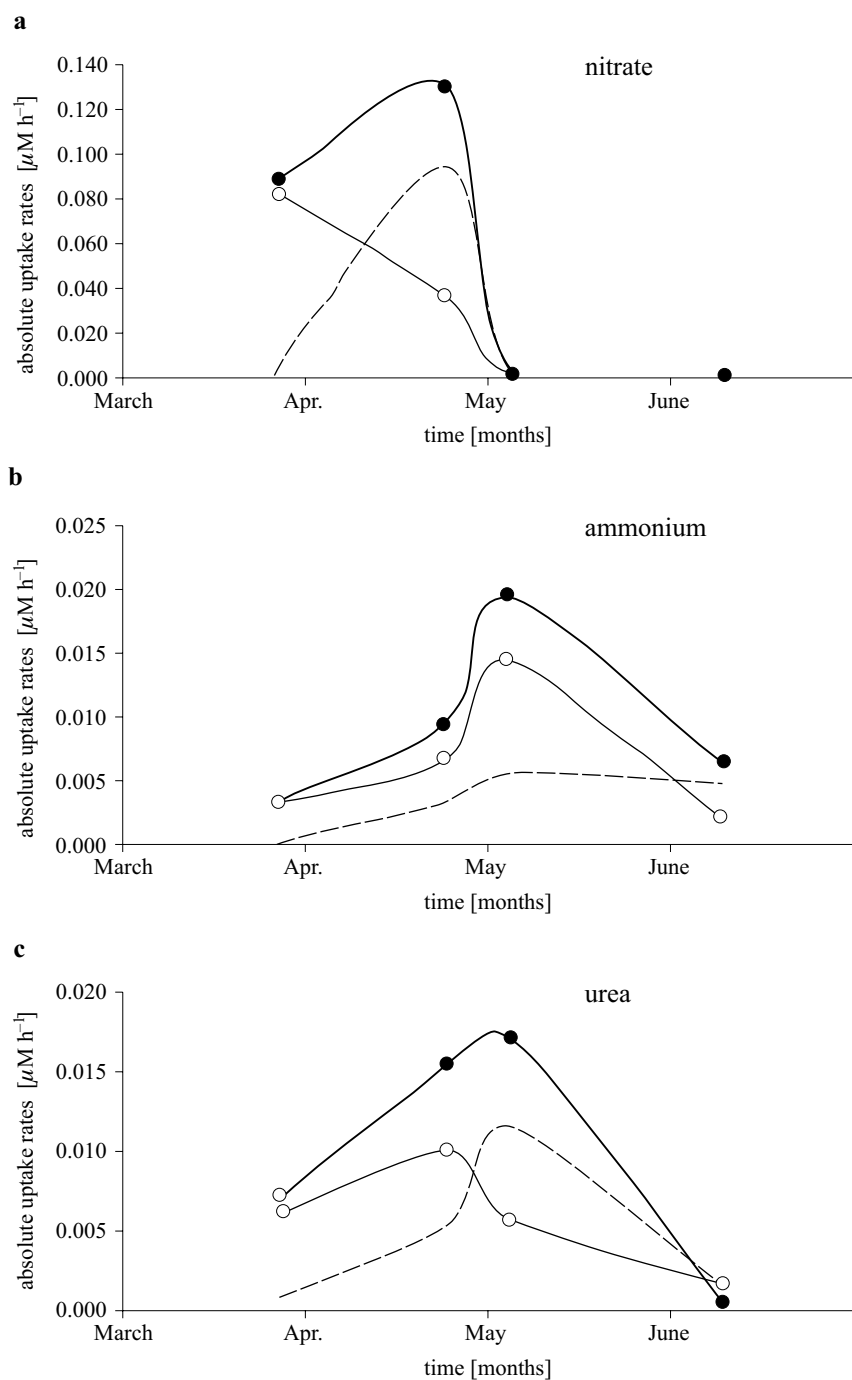 a
nitrate
absolute uptake rates [µM h⁻¹]
0.140
0.120
0.100
0.080
0.060
0.040
0.020
0.000
March Apr. May June
time [months]
b
ammonium
absolute uptake rates [µM h⁻¹]
0.025
0.020
0.015
0.010
0.005
0.000
March Apr. May June
time [months]
c
urea
absolute uptake rates [µM h⁻¹]
0.020
0.015
0.010
0.005
0.000
March Apr. May June
time [months]